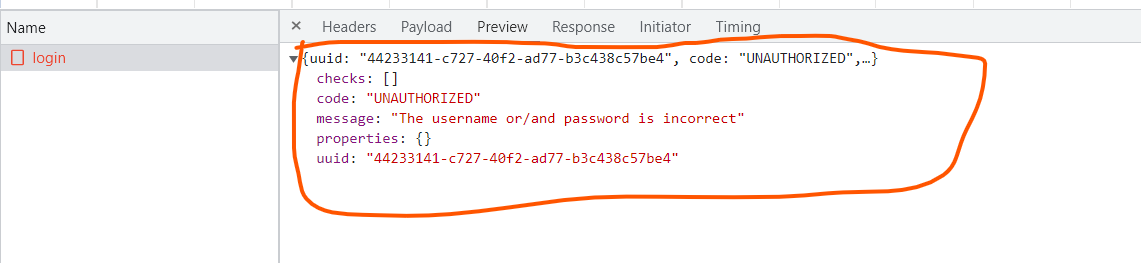 Name
× Headers Payload Preview Response Initiator Timing
login
▼{uuid: "44233141-c727-40f2-ad77-b3c438c57be4", code: "UNAUTHORIZED",…}
checks: []
code: "UNAUTHORIZED"
message: "The username or/and password is incorrect"
properties: {}
uuid: "44233141-c727-40f2-ad77-b3c438c57be4"